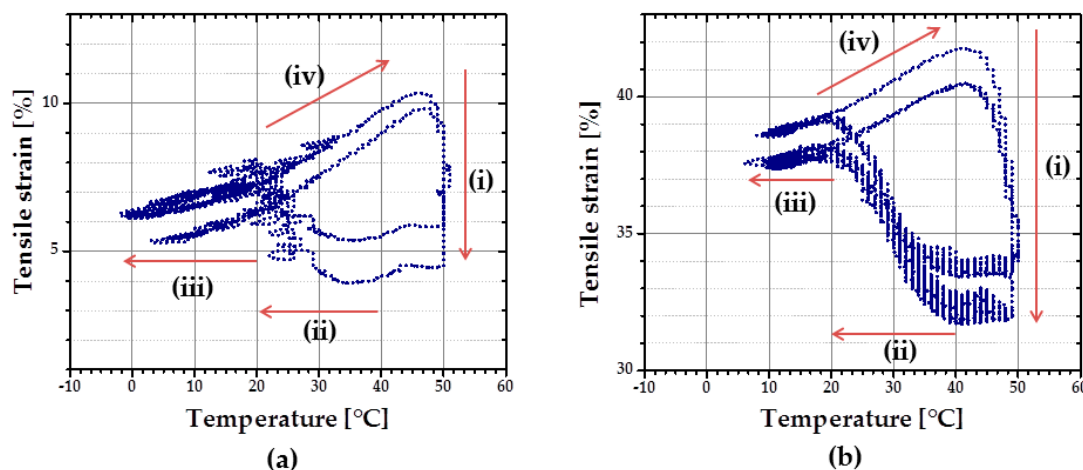 Tensile strain [%]
10
5
(iv)
(i)
(iii)
(ii)
-10 0 10 20 30 40 50 60
Temperature [°C]
(a)
Tensile strain [%]
40
35
30
(iv)
(i)
(iii)
(ii)
-10 0 10 20 30 40 50 60
Temperature [°C]
(b)